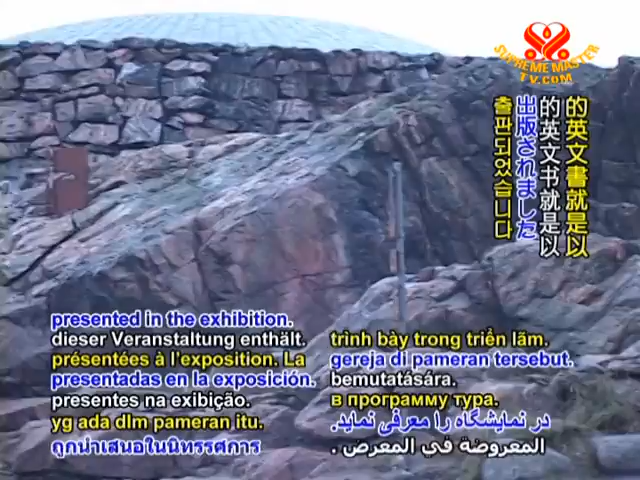 SUPREME MASTER
TV.COM
的英文書就是以
的英文书就是以
出版されました
출판되었습니다
presented in the exhibition.
dieser Veranstaltung enthält.
présentées à l'exposition. La
presentadas en la exposición.
presentes na exibição.
yg ada dlm pameran itu.
ถูกนำเสนอในนิทรรศการ
trình bày trong triển lãm.
gereja di pameran tersebut.
bemutatására.
в программу тура.
در نمایشگاه را معرفی نماید.
المعروضة في المعرض .